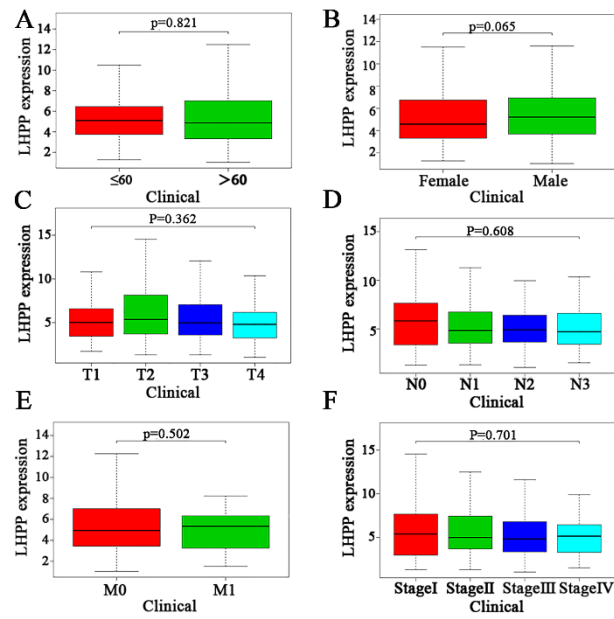 A
p=0.821
LHPP expression
14
12
10
8
6
4
2
≤60 >60
Clinical
B
p=0.065
LHPP expression
14
12
10
8
6
4
2
Female Male
Clinical
C
P=0.362
LHPP expression
15
10
5
T1 T2 T3 T4
Clinical
D
P=0.608
LHPP expression
15
10
5
N0 N1 N2 N3
Clinical
E
p=0.502
LHPP expression
14
12
10
8
6
4
2
M0 M1
Clinical
F
P=0.701
LHPP expression
15
10
5
StageI StageII StageIII StageIV
Clinical